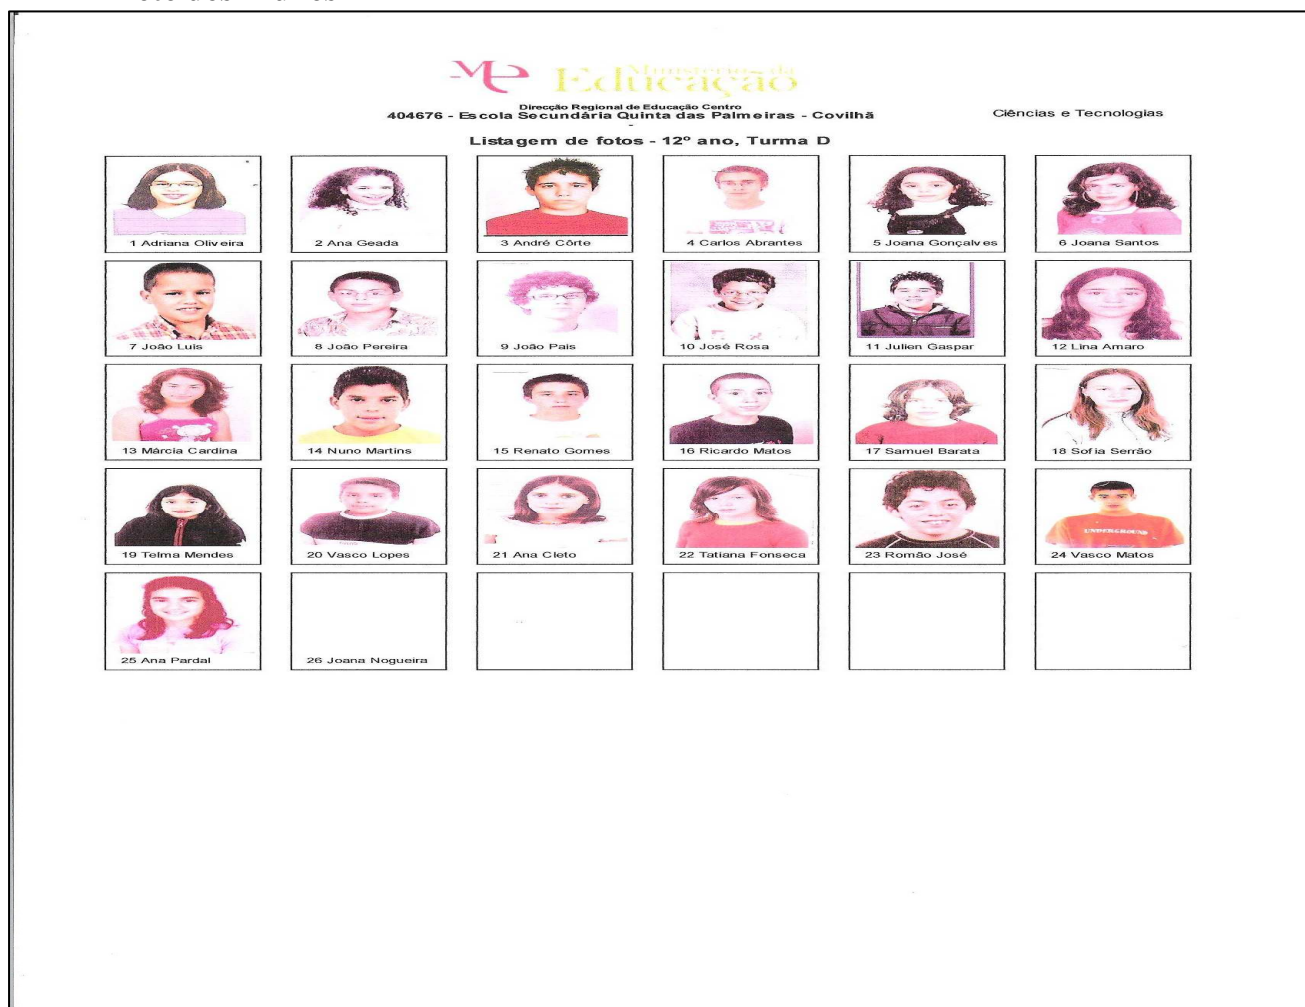 Ministério da
Educação
Direcção Regional de Educação Centro
404676 - Escola Secundária Quinta das Palmeiras - Covilhã
Ciências e Tecnologias
-
Listagem de fotos - 12º ano, Turma D
1 Adriana Oliveira
2 Ana Geada
3 André Côrte
4 Carlos Abrantes
5 Joana Gonçalves
6 Joana Santos
7 João Luis
8 João Pereira
9 João Pais
10 José Rosa
11 Julien Gaspar
12 Lina Amaro
13 Márcia Cardina
14 Nuno Martins
15 Renato Gomes
16 Ricardo Matos
17 Samuel Barata
18 Sofia Serrão
UNDERGROUND
19 Telma Mendes
20 Vasco Lopes
21 Ana Cleto
22 Tatiana Fonseca
23 Romão José
24 Vasco Matos
25 Ana Pardal
26 Joana Nogueira